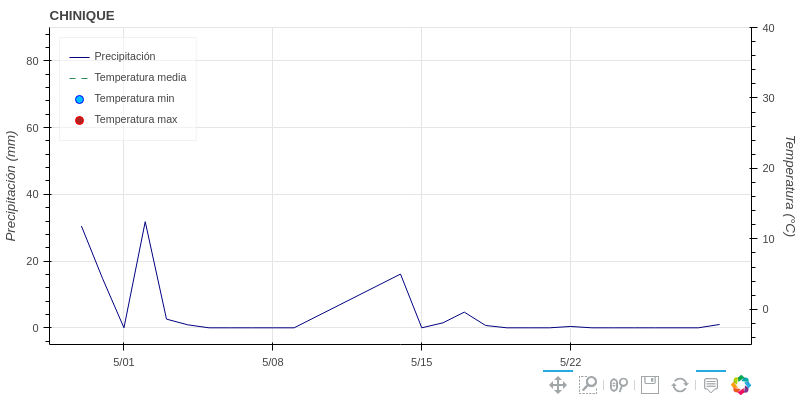 CHINIQUE
Precipitación
Temperatura media
Temperatura min
Temperatura max
Precipitación (mm)
80
60
40
20
0
40
30
20
10
0
Temperatura (°C)
5/01
5/08
5/15
5/22